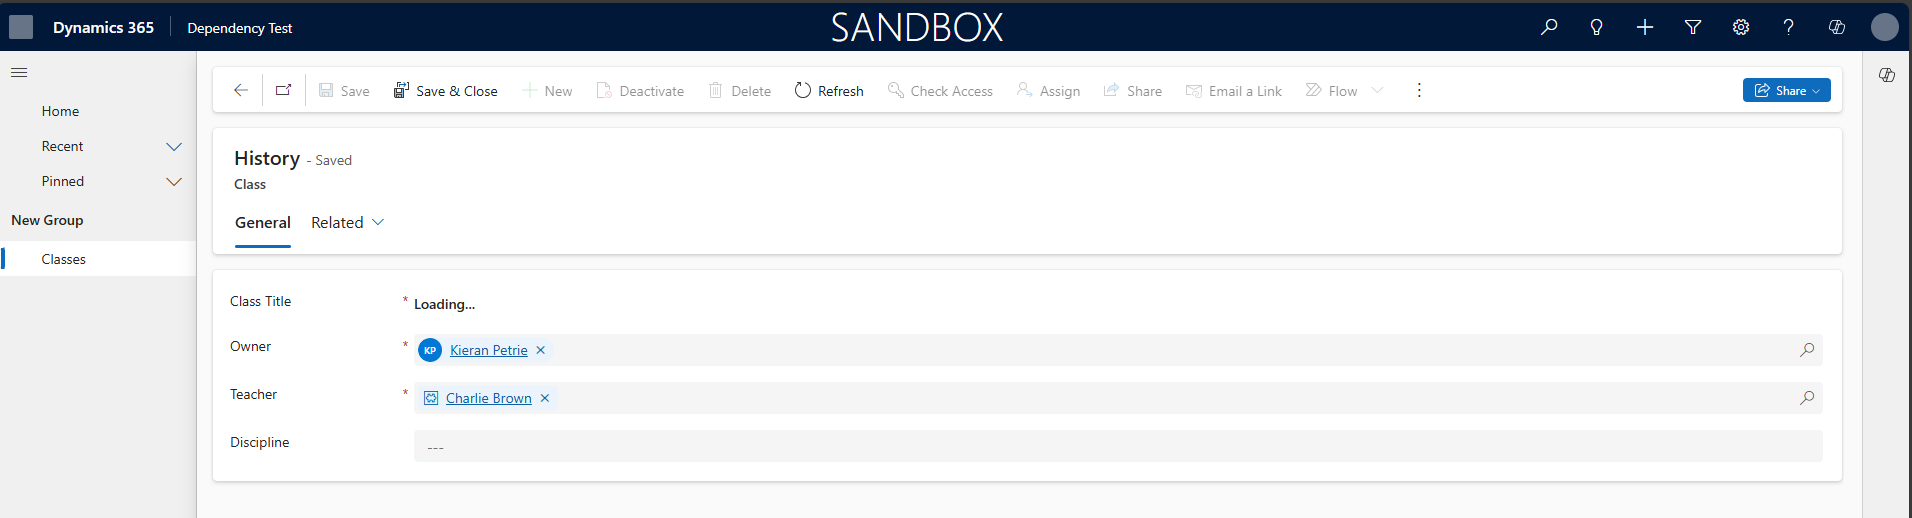 Dynamics 365 Dependency Test SANDBOX
Save Save & Close New Deactivate Delete Refresh Check Access Assign Share Email a Link Flow Share
Home
Recent
Pinned
New Group
Classes
History - Saved
Class
General Related
Class Title * Loading...
Owner * KP Kieran Petrie
Teacher * Charlie Brown
Discipline ---